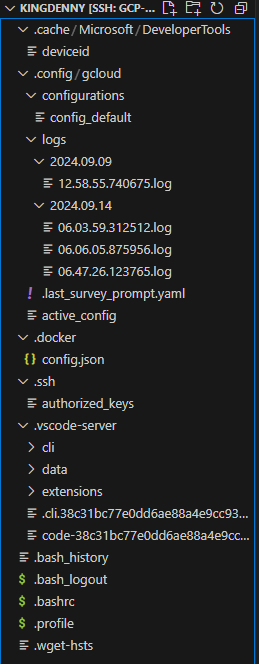 KINGDENNY [SSH: GCP-...
.cache / Microsoft / DeveloperTools
deviceid
.config / gcloud
configurations
config_default
logs
2024.09.09
12.58.55.740675.log
2024.09.14
06.03.59.312512.log
06.06.05.875956.log
06.47.26.123765.log
.last_survey_prompt.yaml
active_config
.docker
config.json
.ssh
authorized_keys
.vscode-server
cli
data
extensions
.cli.38c31bc77e0dd6ae88a4e9cc93...
code-38c31bc77e0dd6ae88a4e9cc...
.bash_history
.bash_logout
.bashrc
.profile
.wget-hsts